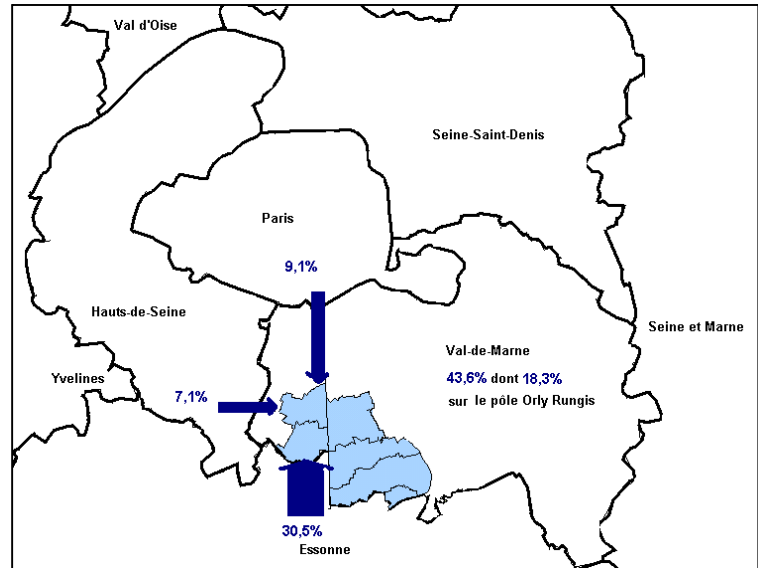 Val d'Oise
Seine-Saint-Denis
Paris
9,1%
Hauts-de-Seine
Seine et Marne
Val-de-Marne
Yvelines
43,6% dont 18,3%
7,1%
sur le pôle Orly Rungis
30,5%
Essonne